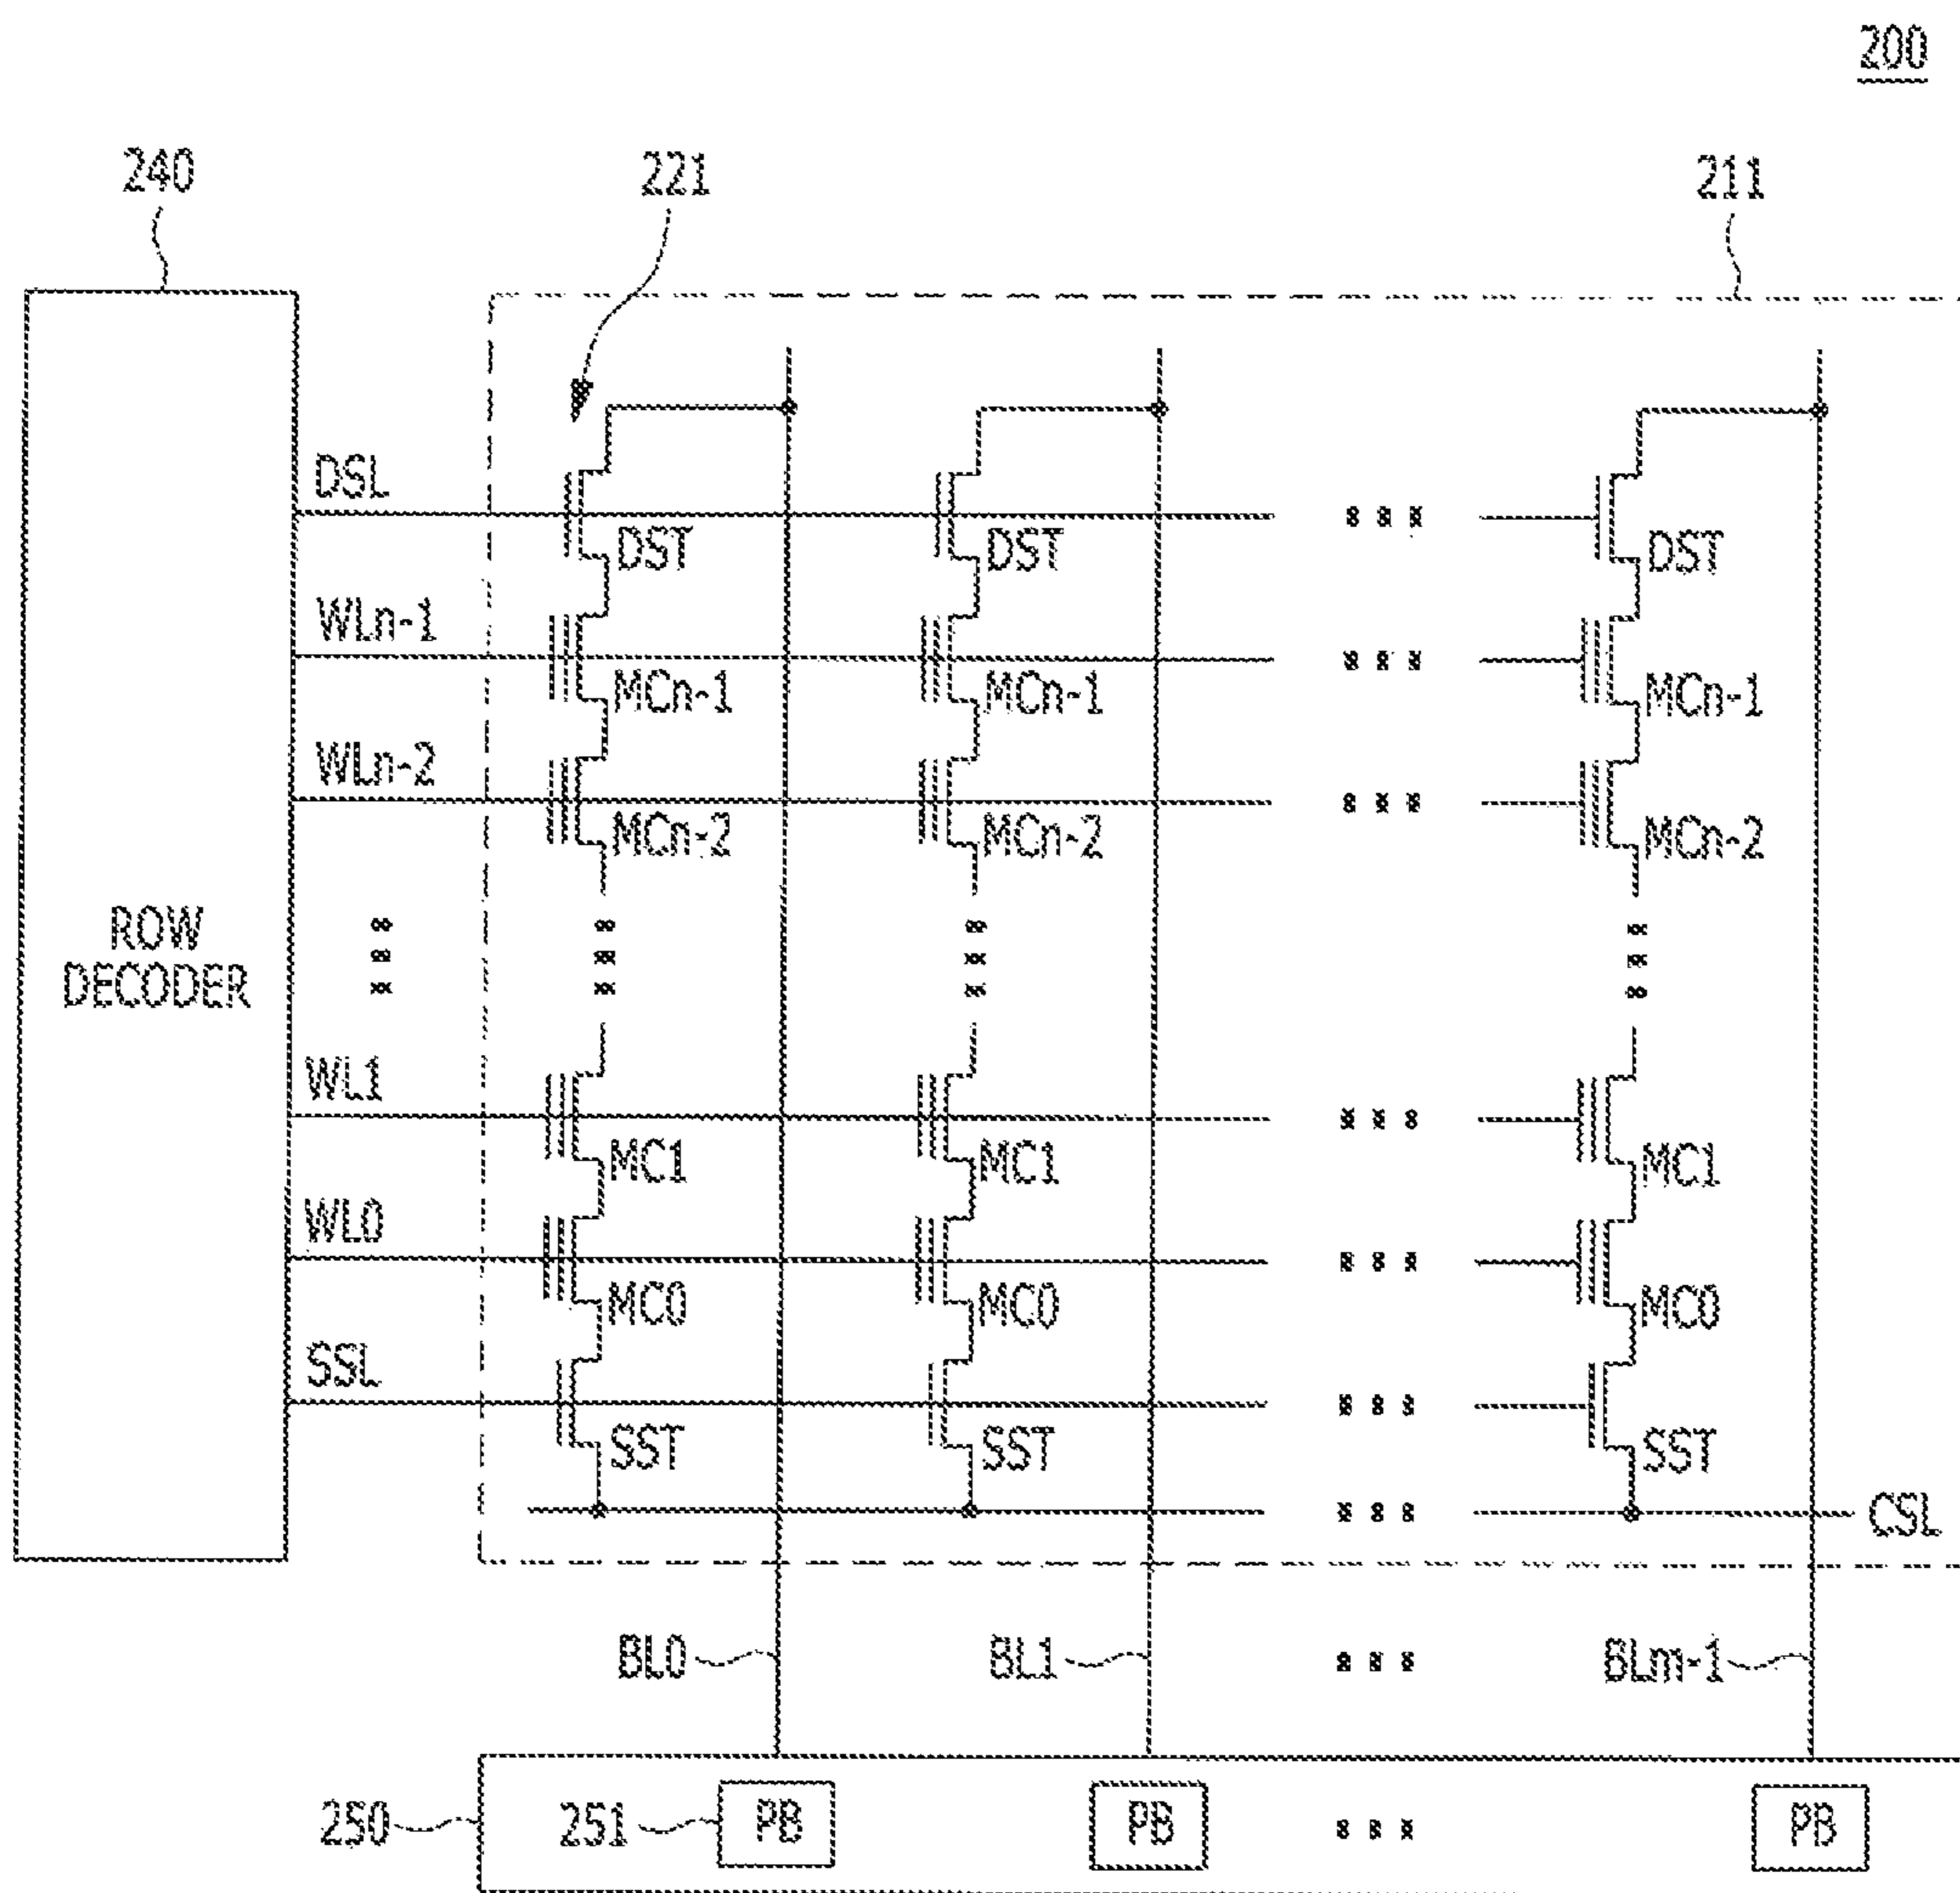 200
240
221
211
DSL
DST
DST
DST
WLn-1
MCn-1
MCn-1
MCn-1
WLn-2
MCn-2
MCn-2
MCn-2
ROW
DECODER
WL1
MC1
MC1
MC1
WL0
MC0
MC0
MC0
SSL
SST
SST
SST
CSL
BL0
BL1
BLm-1
250
251
PB
PB
PB